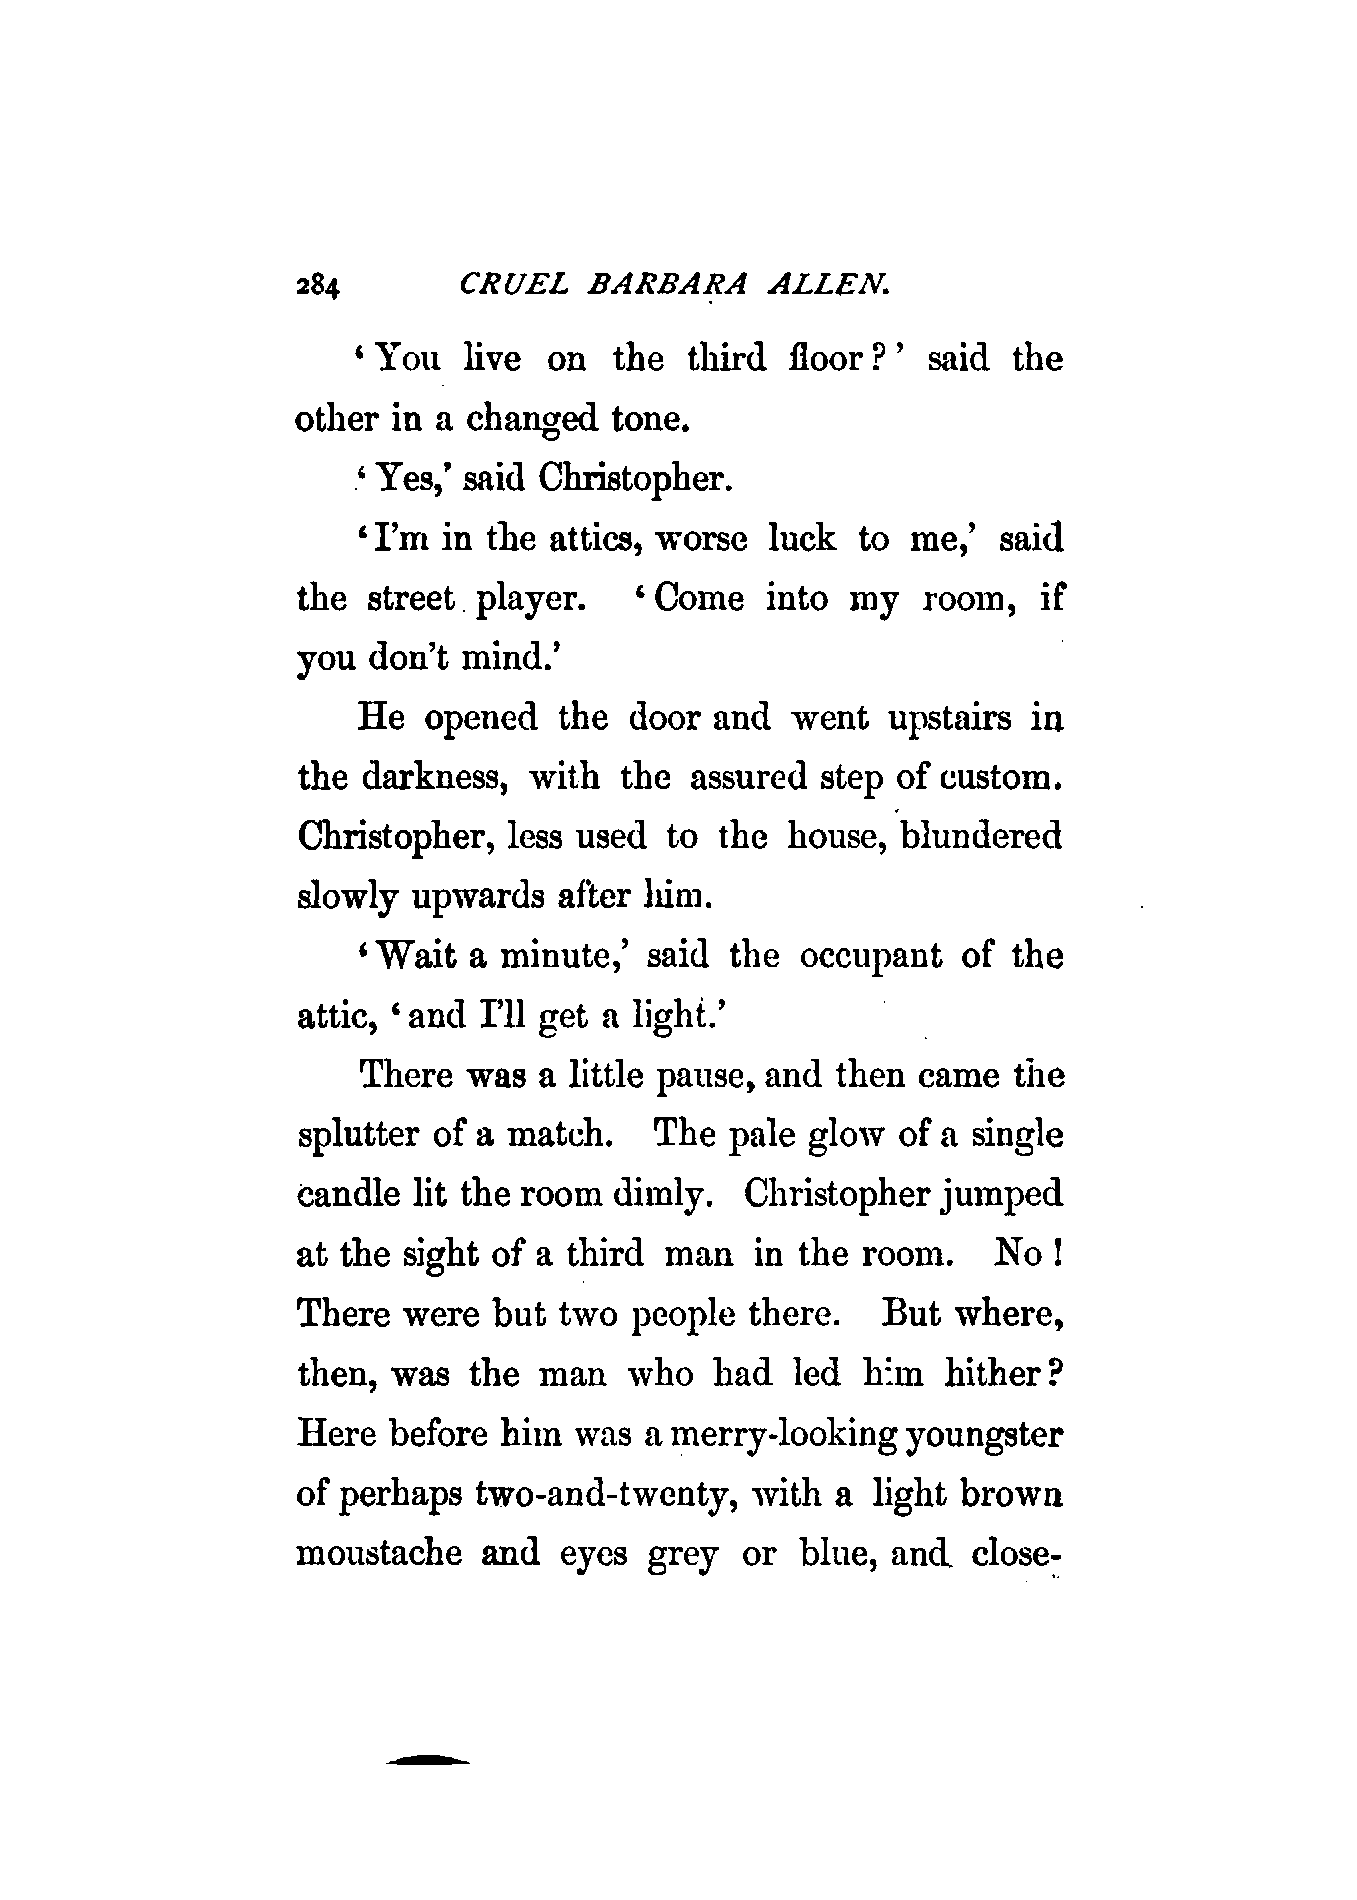 284 CRUEL BARBARA ALLEN.
‘ You live on the third floor ? ’ said the
other in a changed tone.
‘ Yes,’ said Christopher.
‘ I’m in the attics, worse luck to me,’ said
the street player. ‘ Come into my room, if
you don’t mind.’
He opened the door and went upstairs in
the darkness, with the assured step of custom.
Christopher, less used to the house, blundered
slowly upwards after him.
‘ Wait a minute,’ said the occupant of the
attic, ‘ and I’ll get a light.’
There was a little pause, and then came the
splutter of a match. The pale glow of a single
candle lit the room dimly. Christopher jumped
at the sight of a third man in the room. No !
There were but two people there. But where,
then, was the man who had led him hither ?
Here before him was a merry-looking youngster
of perhaps two-and-twenty, with a light brown
moustache and eyes grey or blue, and close-